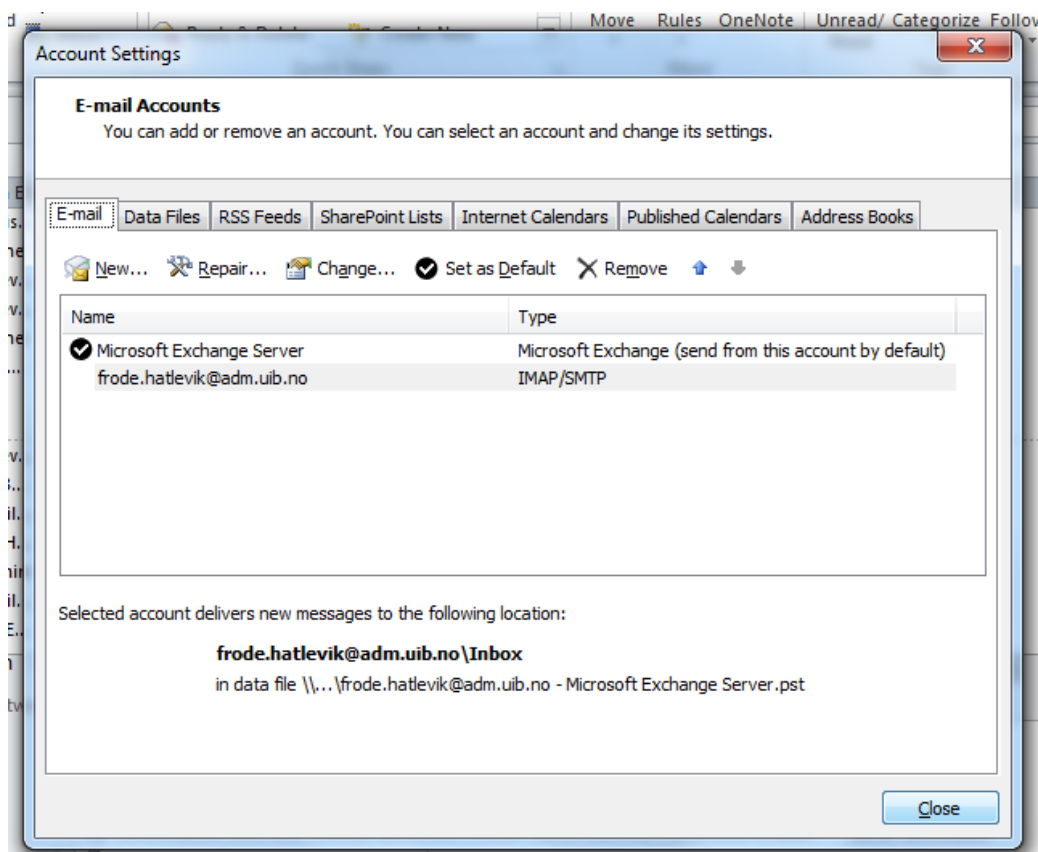 Move Rules OneNote Unread/ Categorize Follow
Account Settings
E-mail Accounts
You can add or remove an account. You can select an account and change its settings.
E-mail Data Files RSS Feeds SharePoint Lists Internet Calendars Published Calendars Address Books
New... Repair... Change... Set as Default Remove
Name Type
Microsoft Exchange Server Microsoft Exchange (send from this account by default)
frode.hatlevik@adm.uib.no IMAP/SMTP
Selected account delivers new messages to the following location:
frode.hatlevik@adm.uib.no\Inbox
in data file \\...\frode.hatlevik@adm.uib.no - Microsoft Exchange Server.pst
Close